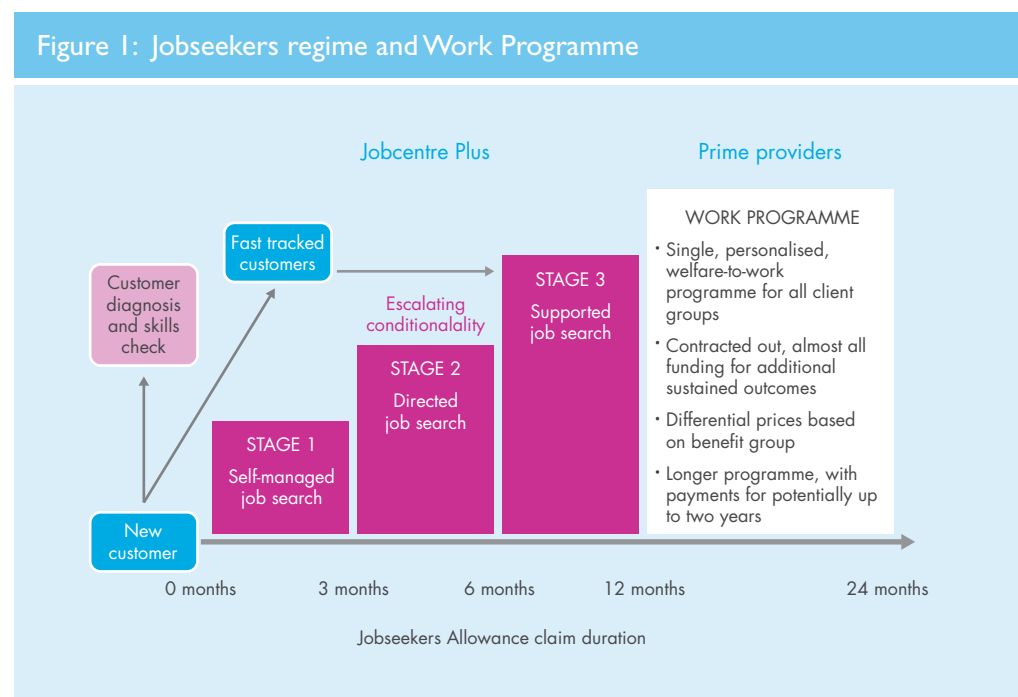 Figure 1: Jobseekers regime and Work Programme
Jobcentre Plus
Prime providers
Customer
diagnosis
and skills
check
Fast tracked
customers
New
customer
Escalating
conditionalality
STAGE 1
Self-managed
job search
STAGE 2
Directed
job search
STAGE 3
Supported
job search
WORK PROGRAMME
· Single, personalised,
welfare-to-work
programme for all client
groups
· Contracted out, almost all
funding for additional
sustained outcomes
· Differential prices based
on benefit group
· Longer programme, with
payments for potentially up
to two years
0 months
3 months
6 months
12 months
24 months
Jobseekers Allowance claim duration